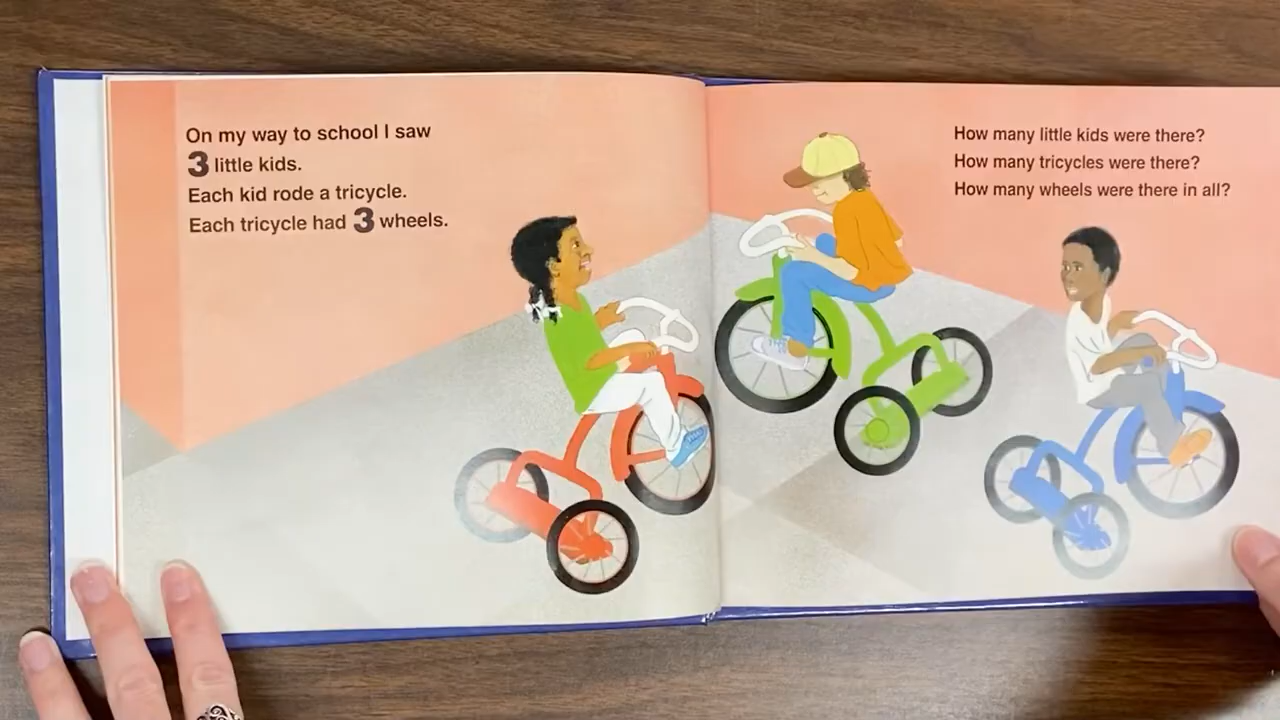 On my way to school I saw
3 little kids.
Each kid rode a tricycle.
Each tricycle had 3 wheels.
How many little kids were there?
How many tricycles were there?
How many wheels were there in all?